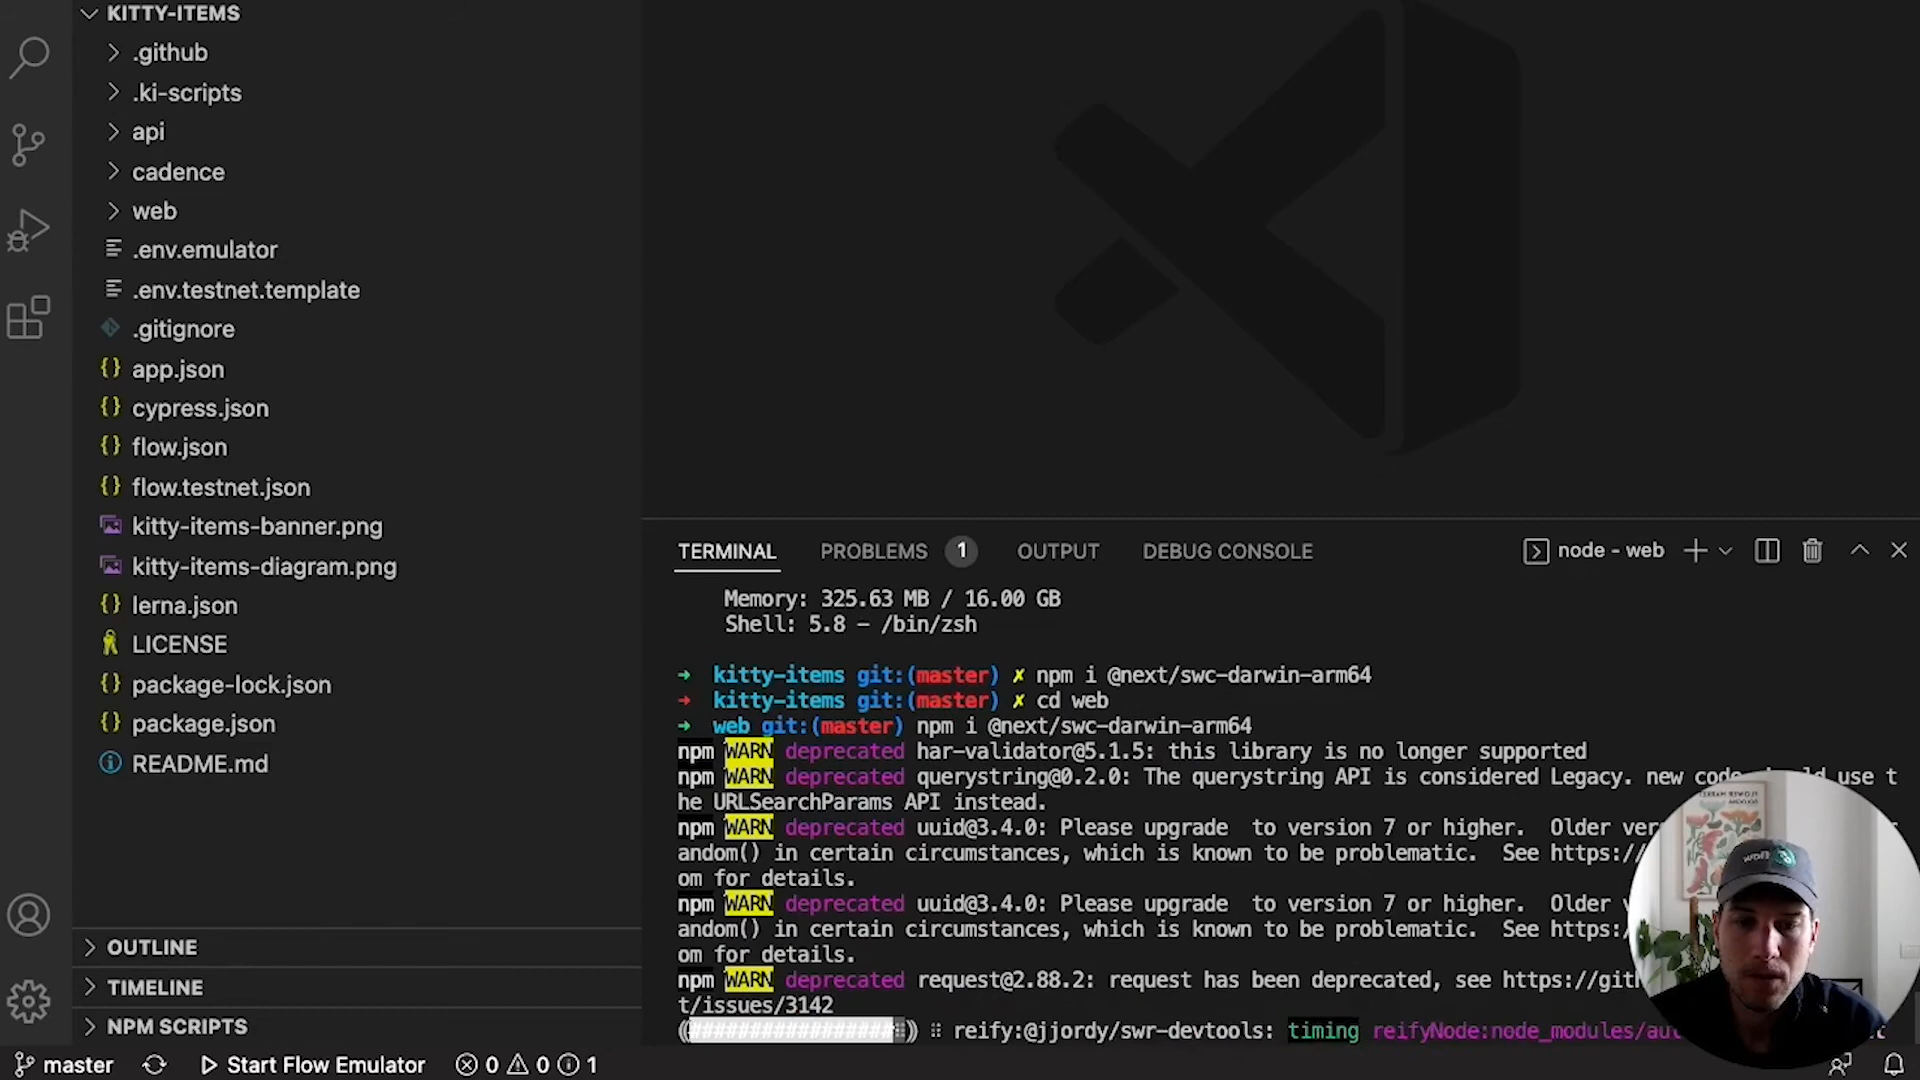 KITTY-ITEMS
.github
.ki-scripts
api
cadence
web
.env.emulator
.env.testnet.template
.gitignore
app.json
cypress.json
flow.json
flow.testnet.json
kitty-items-banner.png
kitty-items-diagram.png
lerna.json
LICENSE
package-lock.json
package.json
README.md
OUTLINE
TIMELINE
NPM SCRIPTS
TERMINAL PROBLEMS 1 OUTPUT DEBUG CONSOLE node - web
Memory: 325.63 MB / 16.00 GB
Shell: 5.8 - /bin/zsh
→ kitty-items git:(master) ✗ npm i @next/swc-darwin-arm64
→ kitty-items git:(master) ✗ cd web
→ web git:(master) npm i @next/swc-darwin-arm64
npm WARN deprecated har-validator@5.1.5: this library is no longer supported
npm WARN deprecated querystring@0.2.0: The querystring API is considered Legacy. new code should use t
he URLSearchParams API instead.
npm WARN deprecated uuid@3.4.0: Please upgrade  to version 7 or higher.  Older
andom() in certain circumstances, which is known to be problematic.  See https:/
om for details.
npm WARN deprecated uuid@3.4.0: Please upgrade  to version 7 or higher.  Older
andom() in certain circumstances, which is known to be problematic.  See https:/
om for details.
npm WARN deprecated request@2.88.2: request has been deprecated, see https://git
t/issues/3142
(################⠿) ⠿ reify:@jjordy/swr-devtools: timing reifyNode:node_modules/au
master Start Flow Emulator 0 0 1